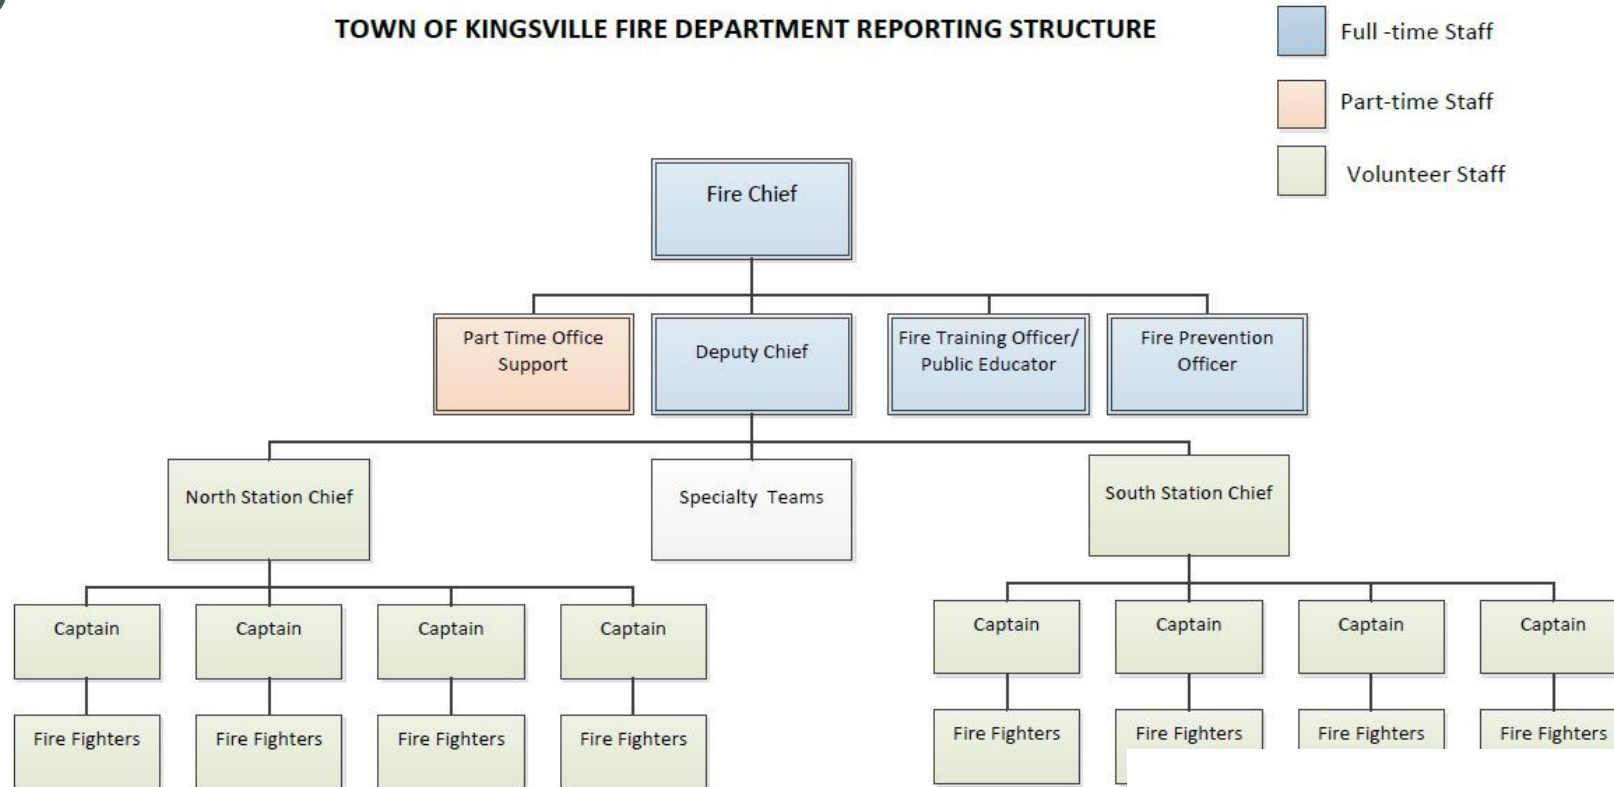 TOWN OF KINGSVILLE FIRE DEPARTMENT REPORTING STRUCTURE
Full -time Staff
Part-time Staff
Volunteer Staff
Fire Chief
Part Time Office
Support
Deputy Chief
Fire Training Officer/
Public Educator
Fire Prevention
Officer
North Station Chief
Specialty Teams
South Station Chief
Captain
Captain
Captain
Captain
Captain
Captain
Captain
Captain
Fire Fighters
Fire Fighters
Fire Fighters
Fire Fighters
Fire Fighters
Fire Fighters
Fire Fighters
Fire Fighters